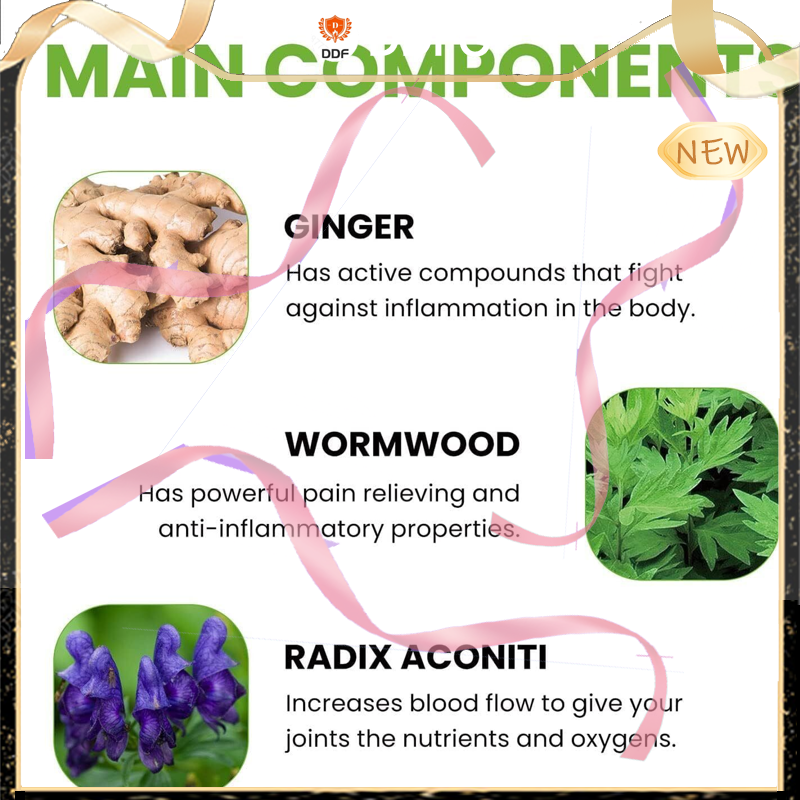 DDF
MAIN COMPONENTS
NEW
GINGER
Has active compounds that fight
against inflammation in the body.
WORMWOOD
Has powerful pain relieving and
anti-inflammatory properties.
RADIX ACONITI
Increases blood flow to give your
joints the nutrients and oxygens.